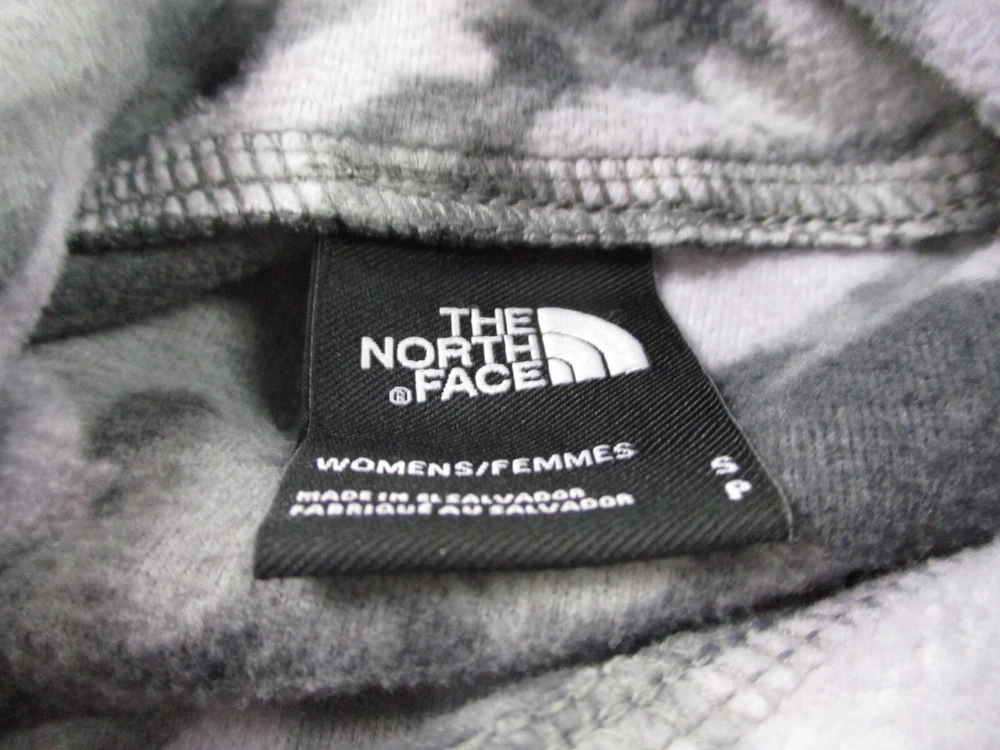 THE
NORTH
®FACE
WOMENS/FEMMES S
MADE IN EL SALVADOR P
FABRIQUÉ AU SALVADOR